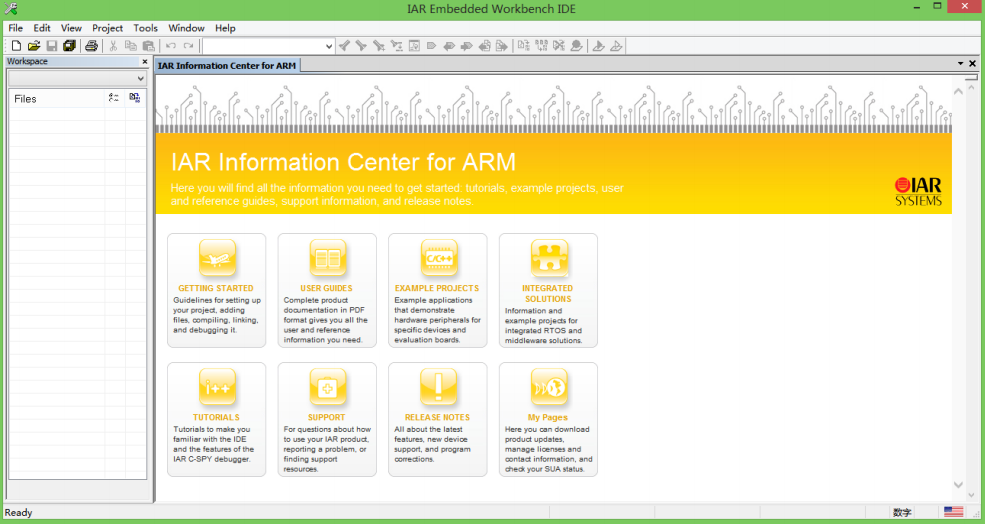 IAR Embedded Workbench IDE
File Edit View Project Tools Window Help
Workspace
IAR Information Center for ARM
Files
IAR Information Center for ARM
Here you will find all the information you need to get started: tutorials, example projects, user
and reference guides, support information, and release notes.
IAR
SYSTEMS
GETTING STARTED
Guidelines for setting up
your project, adding
files, compiling, linking,
and debugging it.
USER GUIDES
Complete product
documentation in PDF
format gives you all the
user and reference
information you need.
C/C++
EXAMPLE PROJECTS
Example applications
that demonstrate
hardware peripherals for
specific devices and
evaluation boards.
INTEGRATED
SOLUTIONS
Information and
example projects for
integrated RTOS and
middleware solutions.
i++
TUTORIALS
Tutorials to make you
familiar with the IDE
and the features of the
IAR C-SPY debugger.
SUPPORT
For questions about how
to use your IAR product,
reporting a problem, or
finding support
resources.
RELEASE NOTES
All about the latest
features, new device
support, and program
corrections.
My Pages
Here you can download
product updates,
manage licenses and
contact information, and
check your SUA status.
Ready
数字